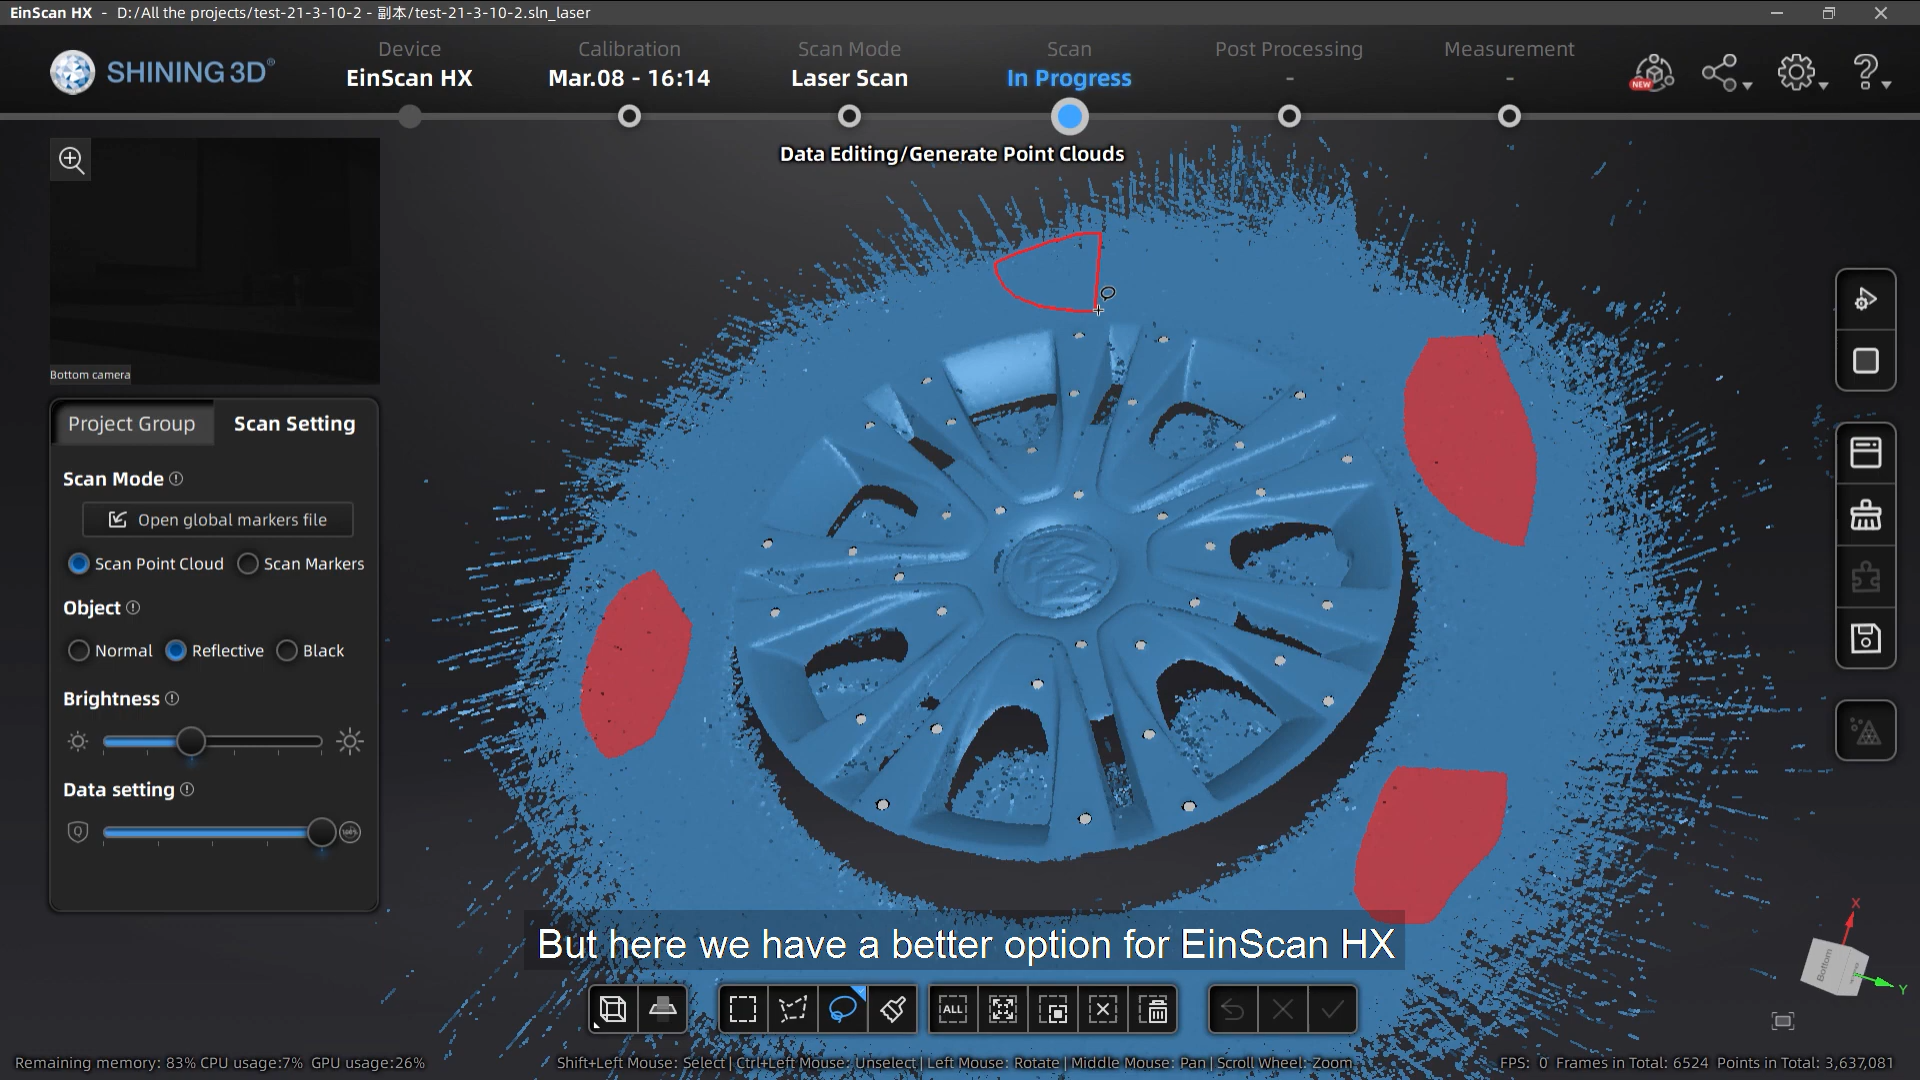 EinScan HX - D:/All the projects/test-21-3-10-2 - 副本/test-21-3-10-2.sln_laser
SHINING 3D®
Device
EinScan HX
Calibration
Mar.08 - 16:14
Scan Mode
Laser Scan
Scan
In Progress
Post Processing
-
Measurement
-
NEW
Data Editing/Generate Point Clouds
Bottom camera
Project Group
Scan Setting
Scan Mode
Open global markers file
Scan Point Cloud
Scan Markers
Object
Normal
Reflective
Black
Brightness
Data setting
Q
100%
But here we have a better option for EinScan HX
ALL
X
Y
Bottom
Remaining memory: 83% CPU usage:7% GPU usage:26%
Shift+Left Mouse: Select | Ctrl+Left Mouse: Unselect | Left Mouse: Rotate | Middle Mouse: Pan | Scroll Wheel: Zoom
FPS: 0 Frames in Total: 6524 Points in Total: 3,637,081